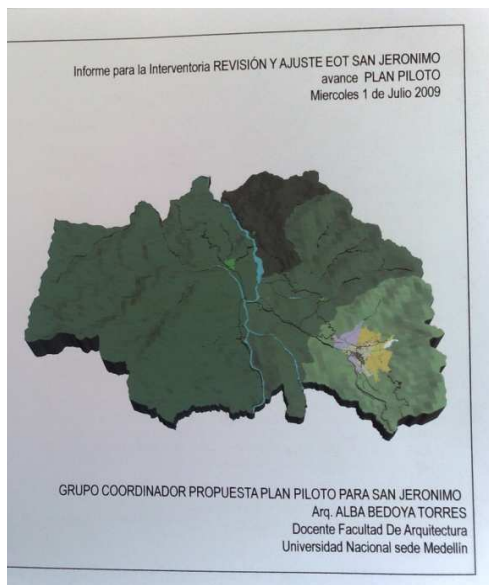 Informe para la Interventoria REVISIÓN Y AJUSTE EOT SAN JERONIMO
avance PLAN PILOTO
Miercoles 1 de Julio 2009
GRUPO COORDINADOR PROPUESTA PLAN PILOTO PARA SAN JERONIMO
Arq. ALBA BEDOYA TORRES
Docente Facultad De Arquitectura
Universidad Nacional sede Medellín